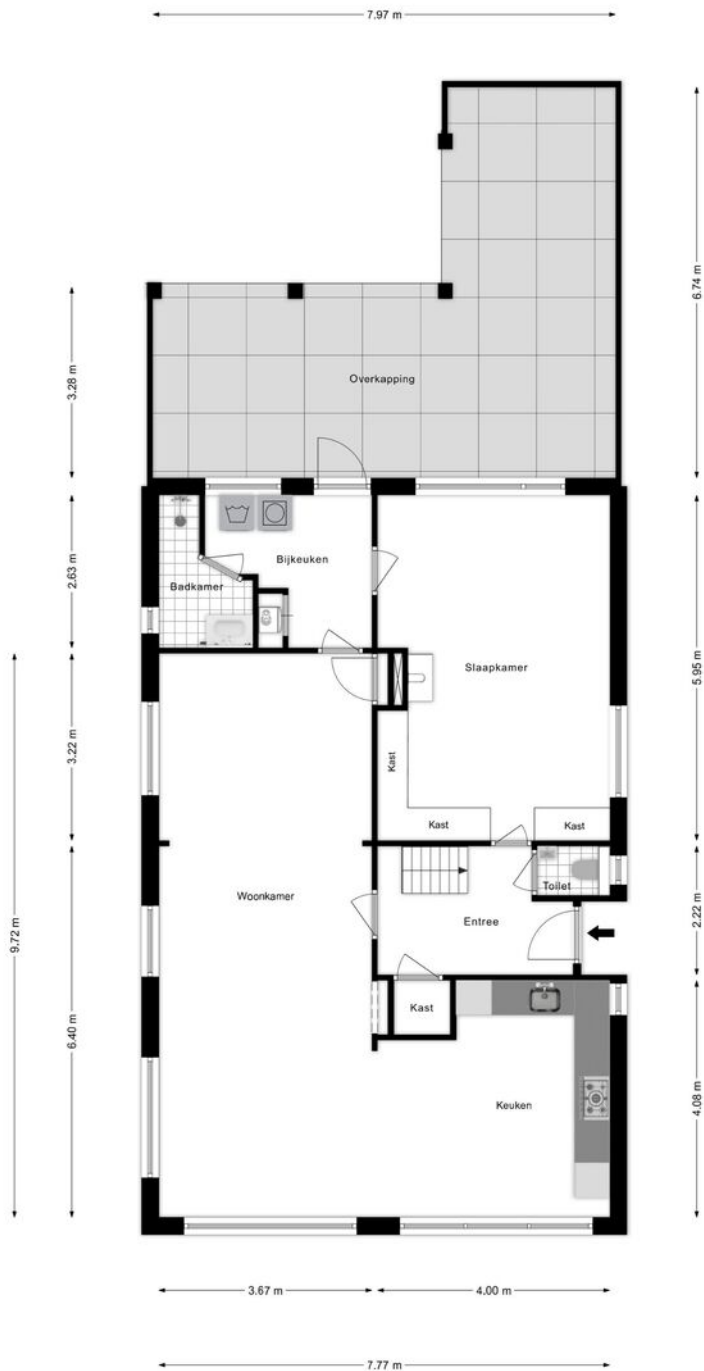 7.97 m
6.74 m
3.28 m
Overkapping
2.63 m
Bijkeuken
Badkamer
Slaapkamer
5.95 m
3.22 m
Kast
Kast
Kast
Toilet
Woonkamer
Entree
2.22 m
9.72 m
6.40 m
Kast
Keuken
4.08 m
3.67 m
4.00 m
7.77 m